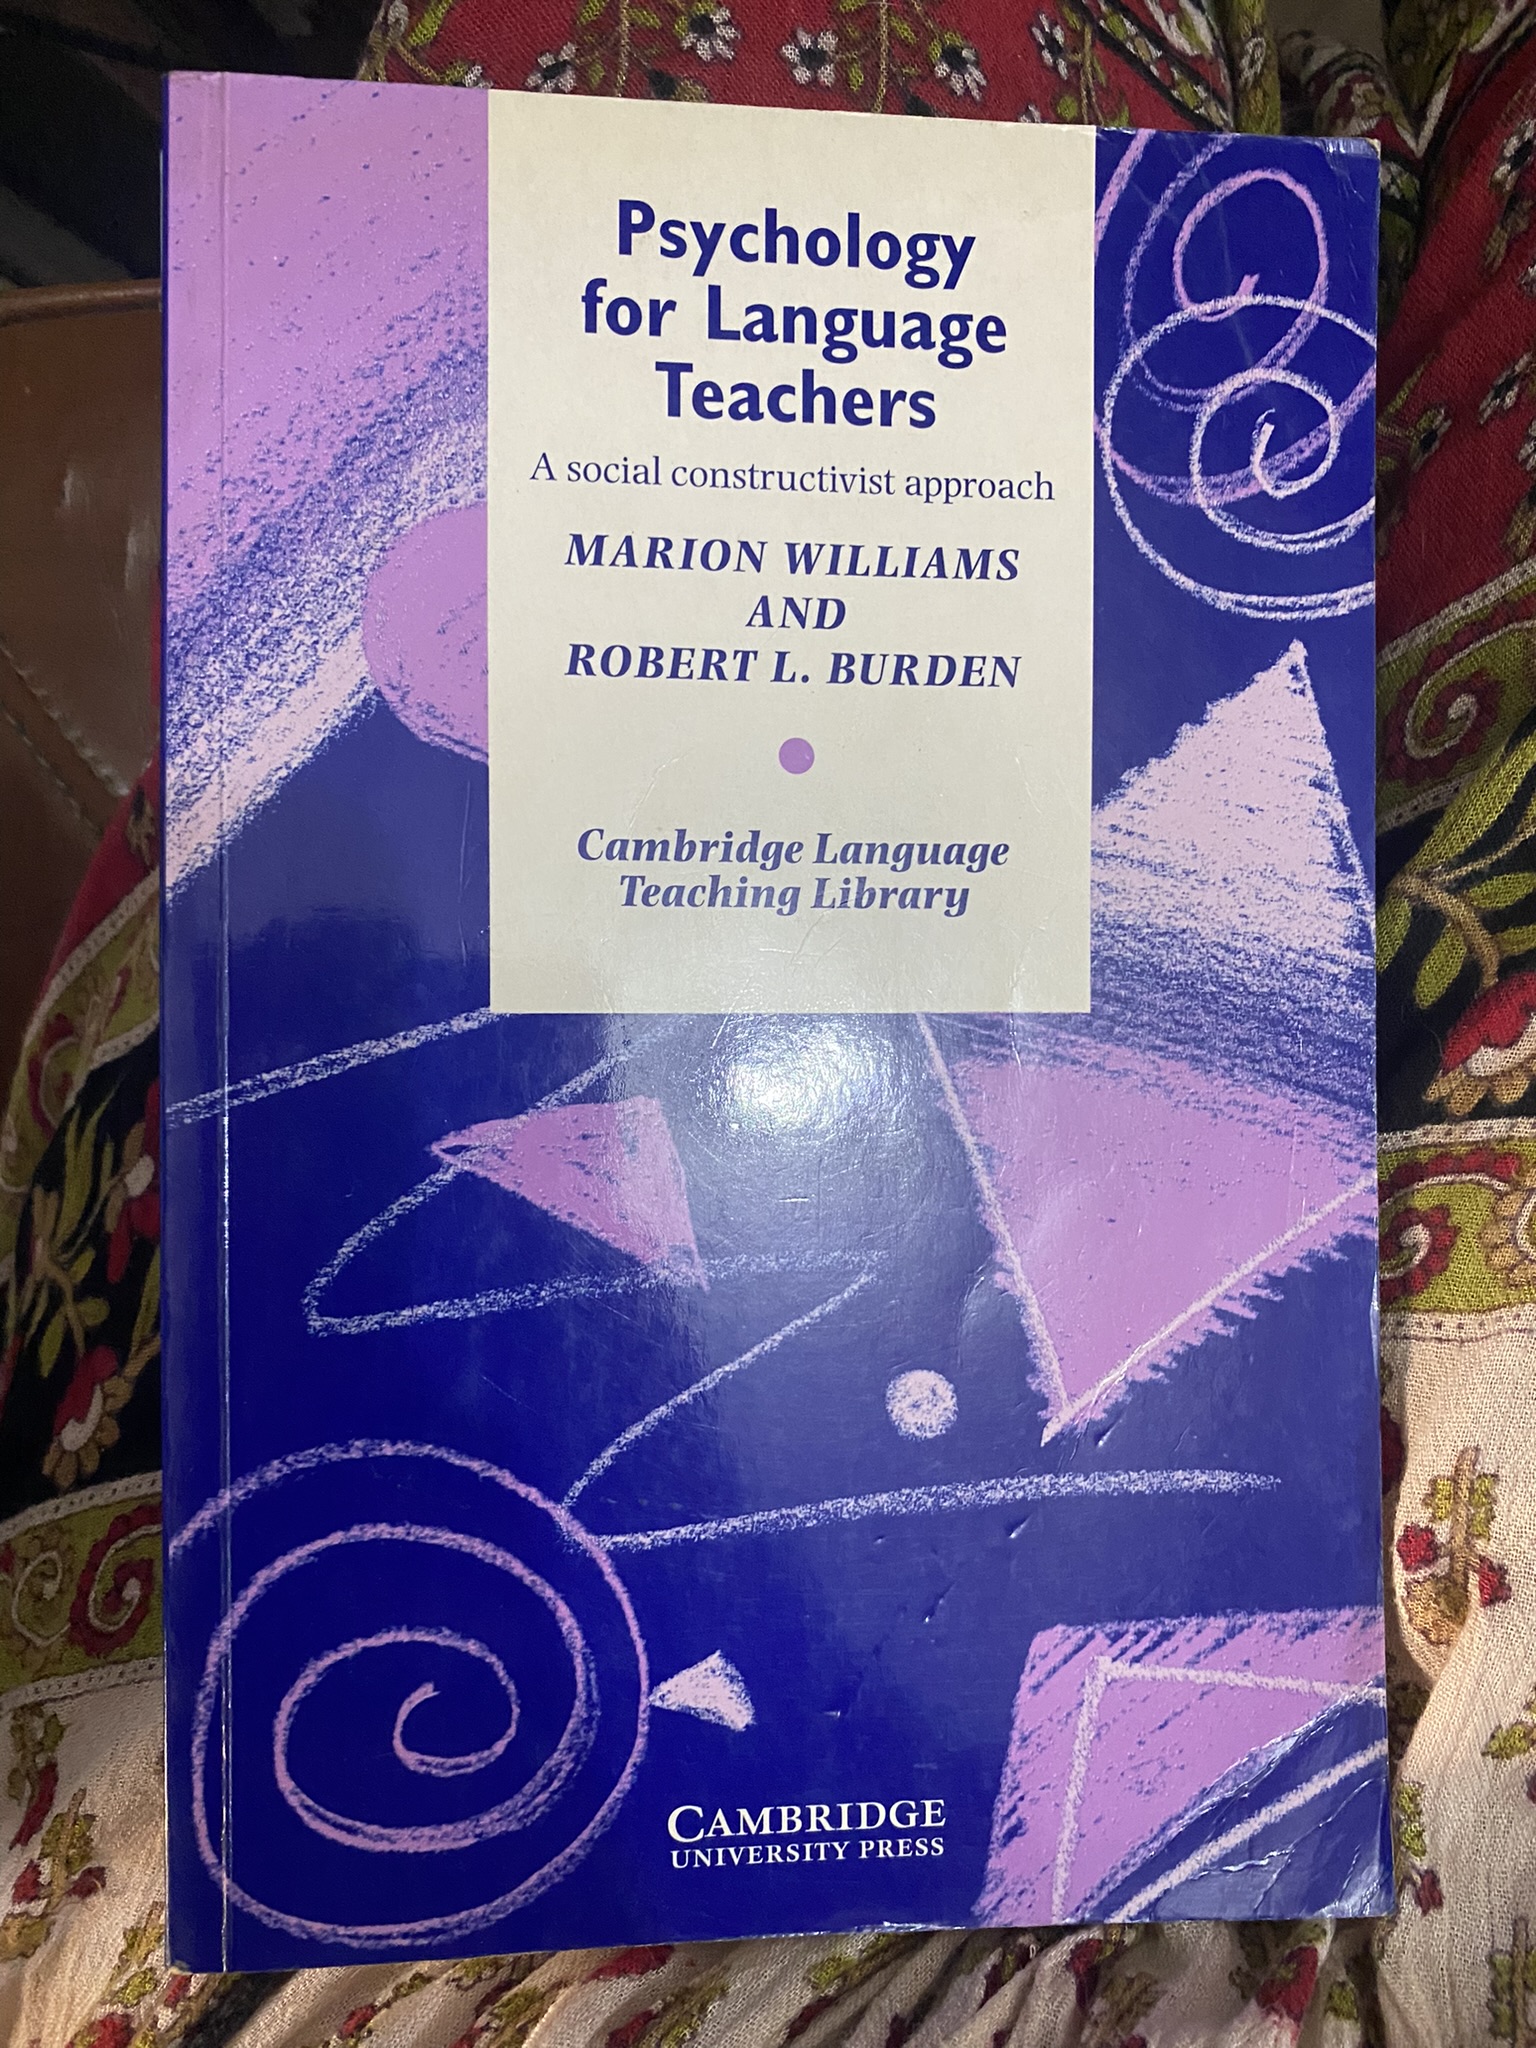 Psychology
for Language
Teachers
A social constructivist approach
MARION WILLIAMS
AND
ROBERT L. BURDEN
Cambridge Language
Teaching Library
CAMBRIDGE
UNIVERSITY PRESS